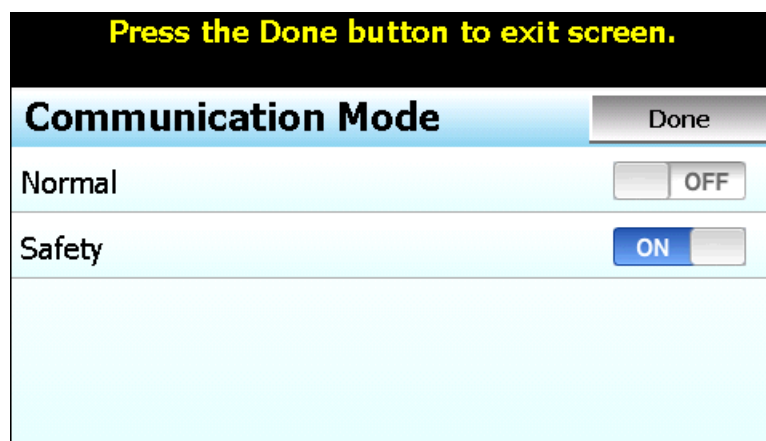 Press the Done button to exit screen.
Communication Mode Done
Normal OFF
Safety ON